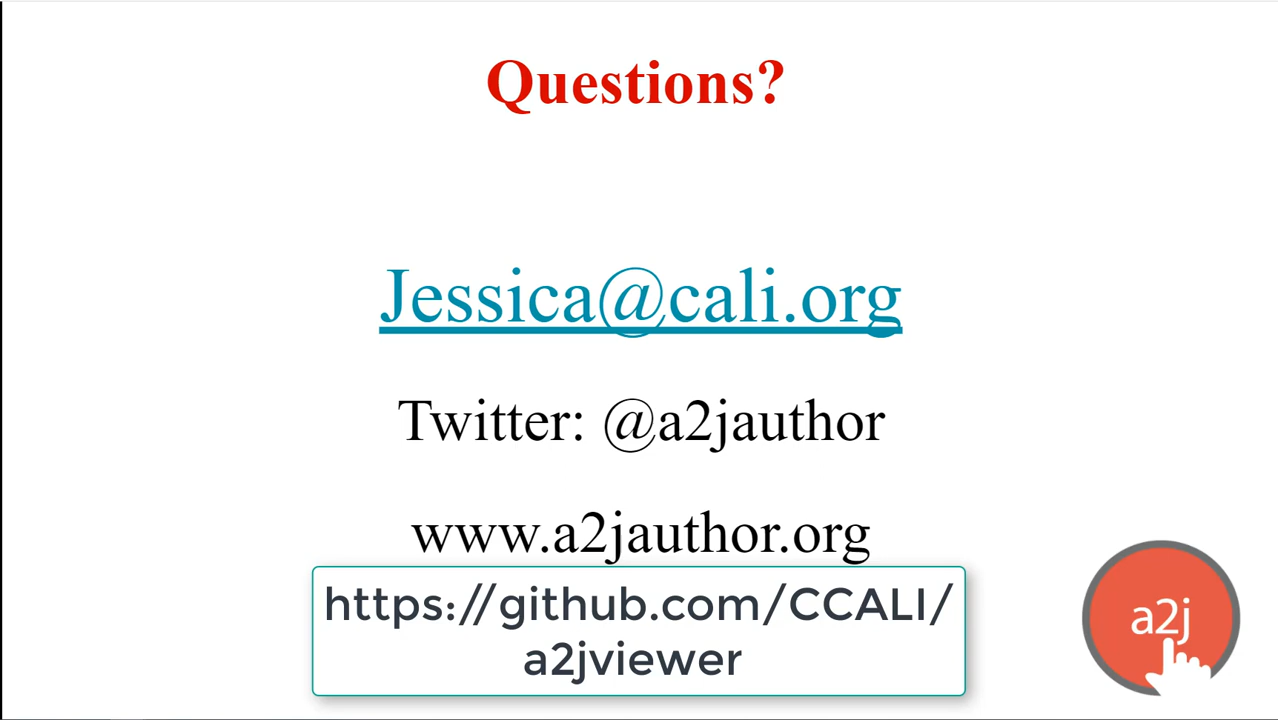 Questions?
Jessica@cali.org
Twitter: @a2jauthor
www.a2jauthor.org
https://github.com/CCALI/
a2jviewer
a2j